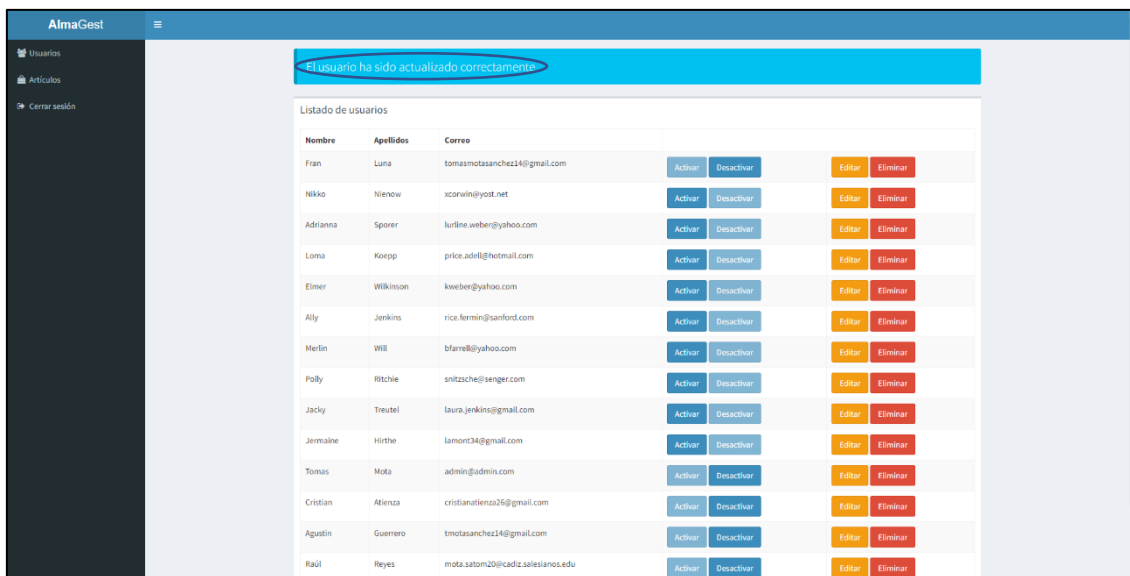 AlmaGest
Usuarios
Artículos
Cerrar sesión
El usuario ha sido actualizado correctamente
Listado de usuarios
Nombre Apellidos Correo
Fran Luna tomasmotasanchez14@gmail.com Activar Desactivar Editar Eliminar
Nikko Nienow xcorwin@yost.net Activar Desactivar Editar Eliminar
Adrianna Sporer lurline.weber@yahoo.com Activar Desactivar Editar Eliminar
Loma Koepp price.adell@hotmail.com Activar Desactivar Editar Eliminar
Elmer Wilkinson kweber@yahoo.com Activar Desactivar Editar Eliminar
Ally Jenkins rice.fermin@sanford.com Activar Desactivar Editar Eliminar
Merlin Will bfarrell@yahoo.com Activar Desactivar Editar Eliminar
Polly Ritchie snitzsche@senger.com Activar Desactivar Editar Eliminar
Jacky Treutel laura.jenkins@gmail.com Activar Desactivar Editar Eliminar
Jermaine Hirthe lamont34@gmail.com Activar Desactivar Editar Eliminar
Tomas Mota admin@admin.com Activar Desactivar Editar Eliminar
Cristian Atienza cristianatienza26@gmail.com Activar Desactivar Editar Eliminar
Agustin Guerrero tmotasanchez14@gmail.com Activar Desactivar Editar Eliminar
Raúl Reyes mota.satom20@cadiz.salesianos.edu Activar Desactivar Editar Eliminar